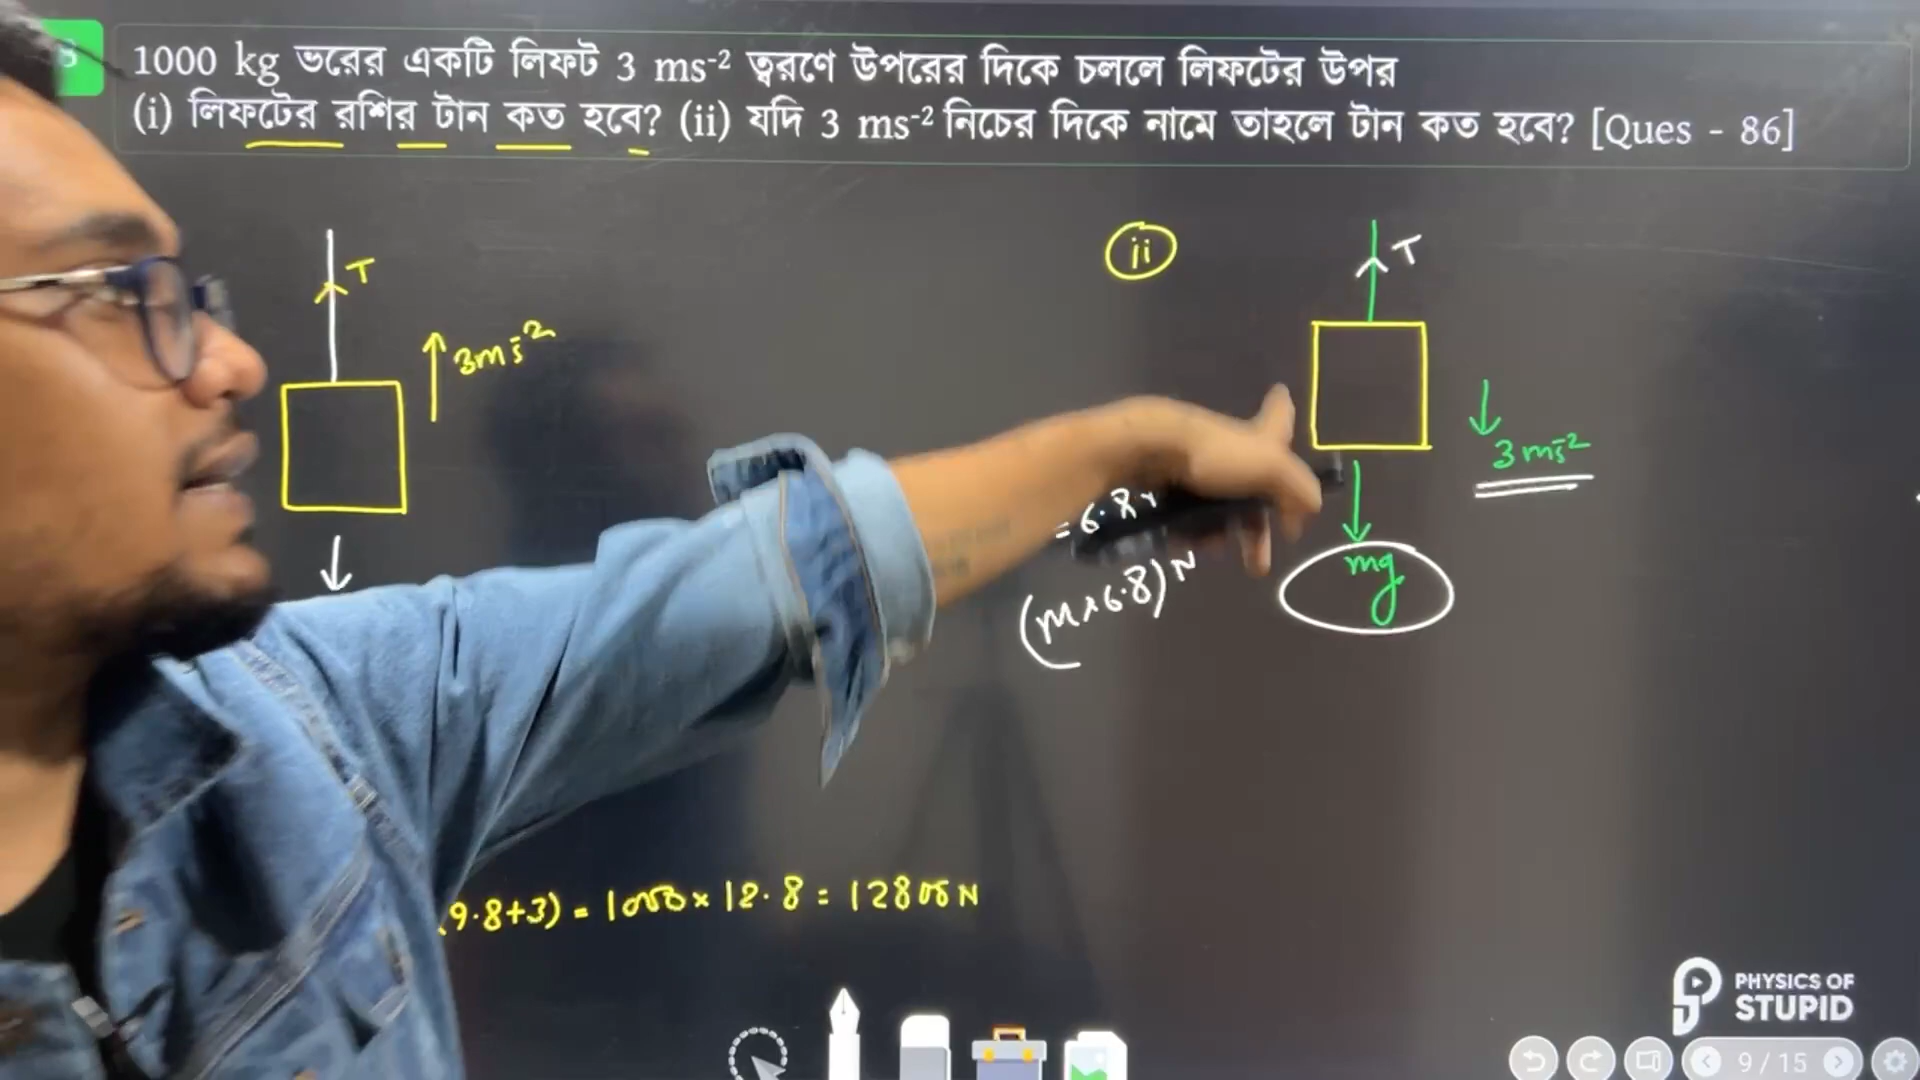 1000 kg ভরের একটি লিফট 3 ms⁻² ত্বরণে উপরের দিকে চললে লিফটের উপর
(i) লিফটের রশির টান কত হবে? (ii) যদি 3 ms⁻² নিচের দিকে নামে তাহলে টান কত হবে? [Ques - 86]
T
3ms⁻²
ii
T
3ms⁻²
mg
= 6.8
(m×6.8) N
9.8+3) = 1000 × 12.8 = 12800 N
PHYSICS OF
STUPID
9 / 15